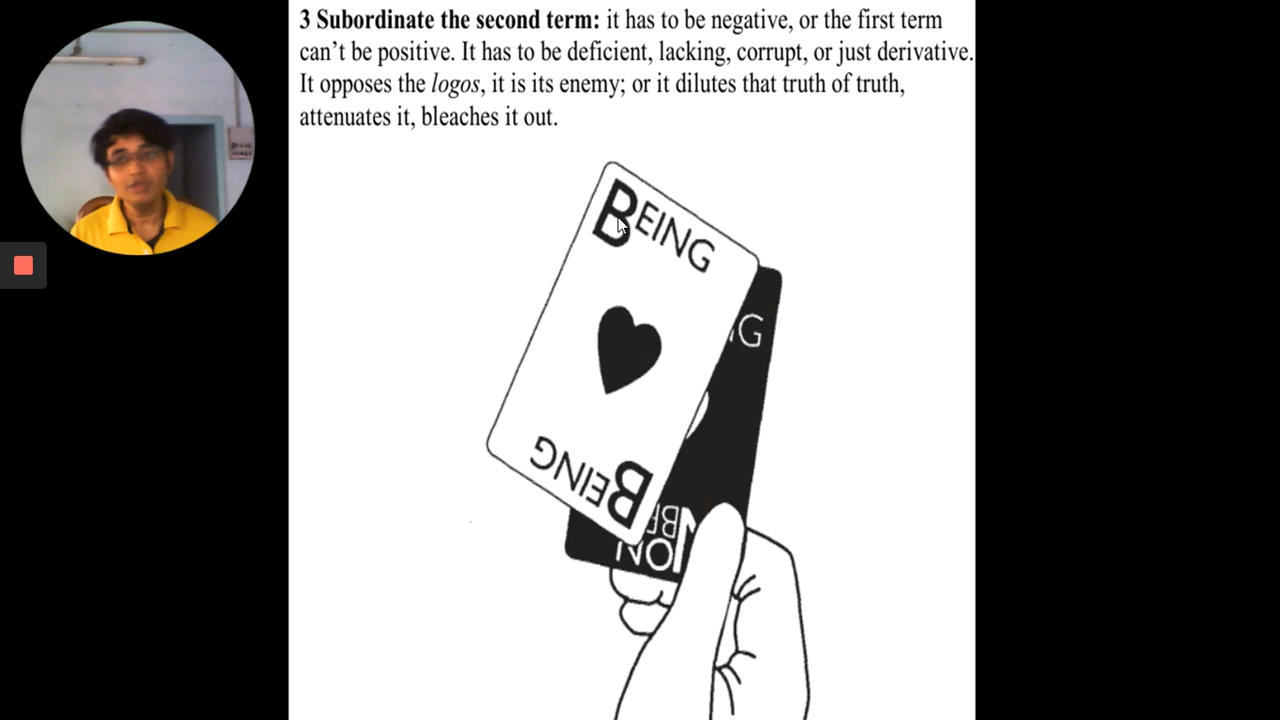 3 Subordinate the second term: it has to be negative, or the first term
can’t be positive. It has to be deficient, lacking, corrupt, or just derivative.
It opposes the logos, it is its enemy; or it dilutes that truth of truth,
attenuates it, bleaches it out.
BEING
BEING